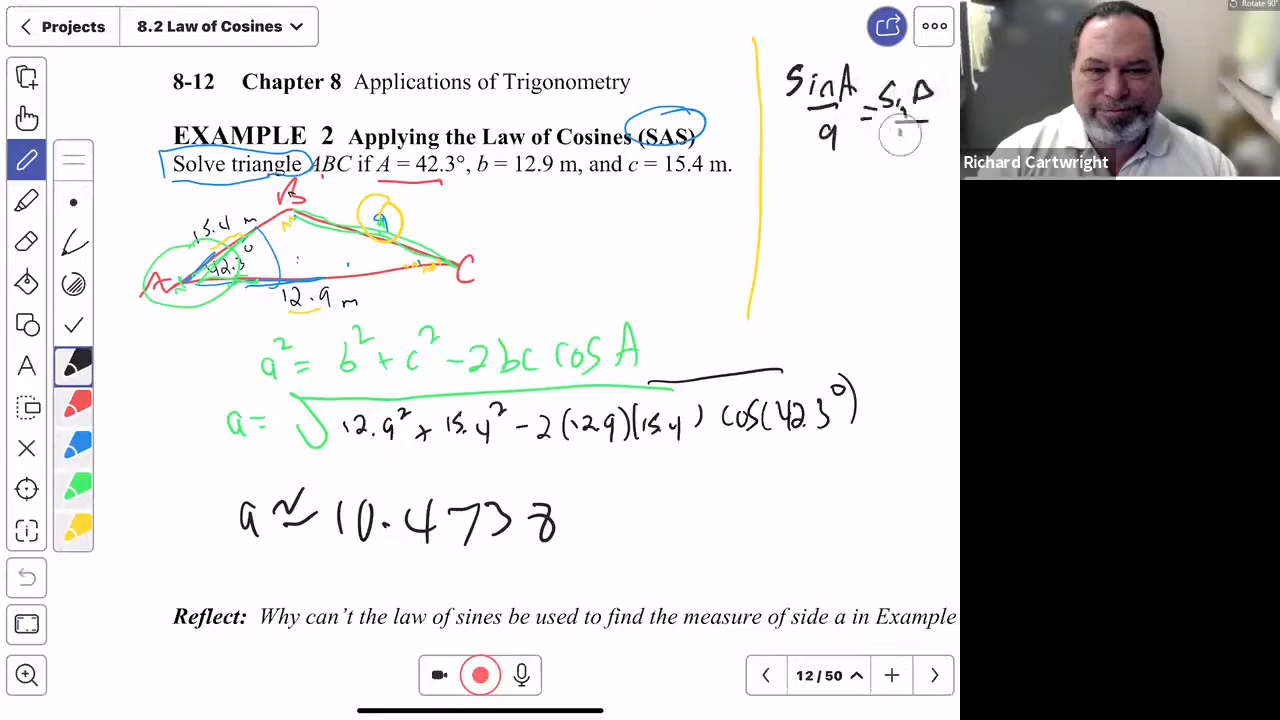 Projects
8.2 Law of Cosines
Rotate 90°
8-12 Chapter 8 Applications of Trigonometry
EXAMPLE 2 Applying the Law of Cosines (SAS)
Solve triangle ABC if A = 42.3°, b = 12.9 m, and c = 15.4 m.
sin A
a
=
Richard Cartwright
B
15.4 m
a
42.3°
A
C
12.9 m
a² = b² + c² - 2bc cos A
a = √ 12.9² + 15.4² - 2(12.9)(15.4) cos(42.3°)
a ≈ 10.4738
Reflect: Why can't the law of sines be used to find the measure of side a in Example
12 / 50